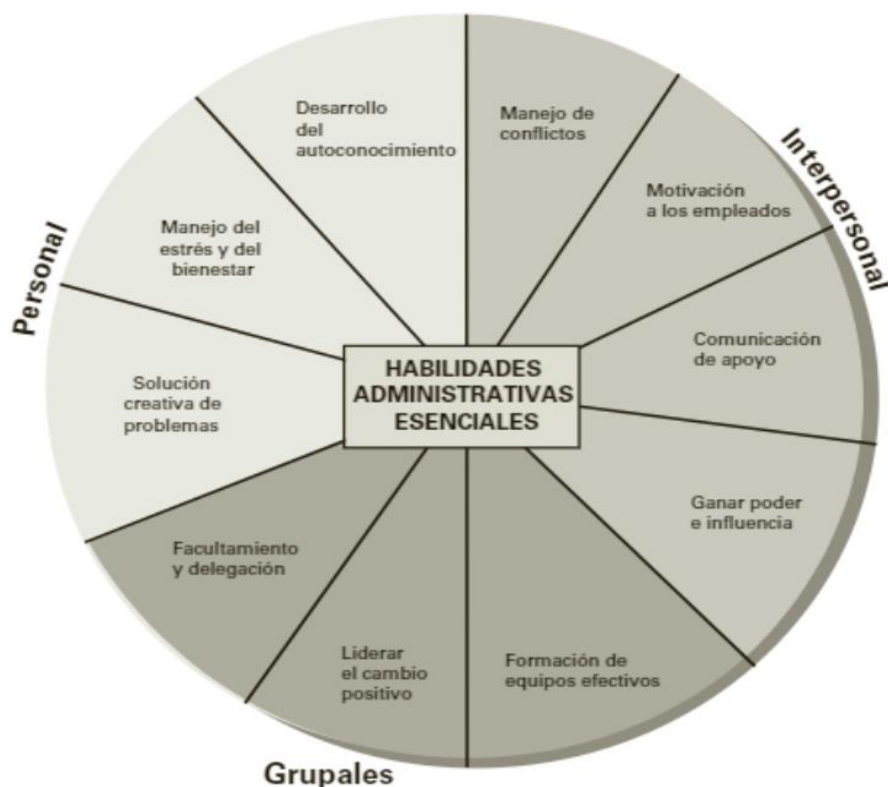 Desarrollo
del
autoconocimiento
Manejo de
conflictos
Motivación
a los empleados
Interpersonal
Manejo del
estrés y del
bienestar
Personal
Comunicación
de apoyo
HABILIDADES
ADMINISTRATIVAS
ESENCIALES
Solución
creativa de
problemas
Ganar poder
e influencia
Facultamiento
y delegación
Liderar
el cambio
positivo
Formación de
equipos efectivos
Grupales